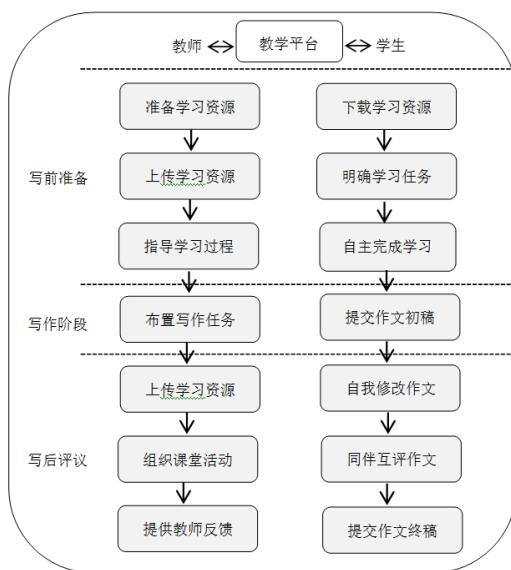 教师 教学平台 学生
准备学习资源 下载学习资源
写前准备 上传学习资源 明确学习任务
指导学习过程 自主完成学习
写作阶段 布置写作任务 提交作文初稿
上传学习资源 自我修改作文
写后评议 组织课堂活动 同伴互评作文
提供教师反馈 提交作文终稿